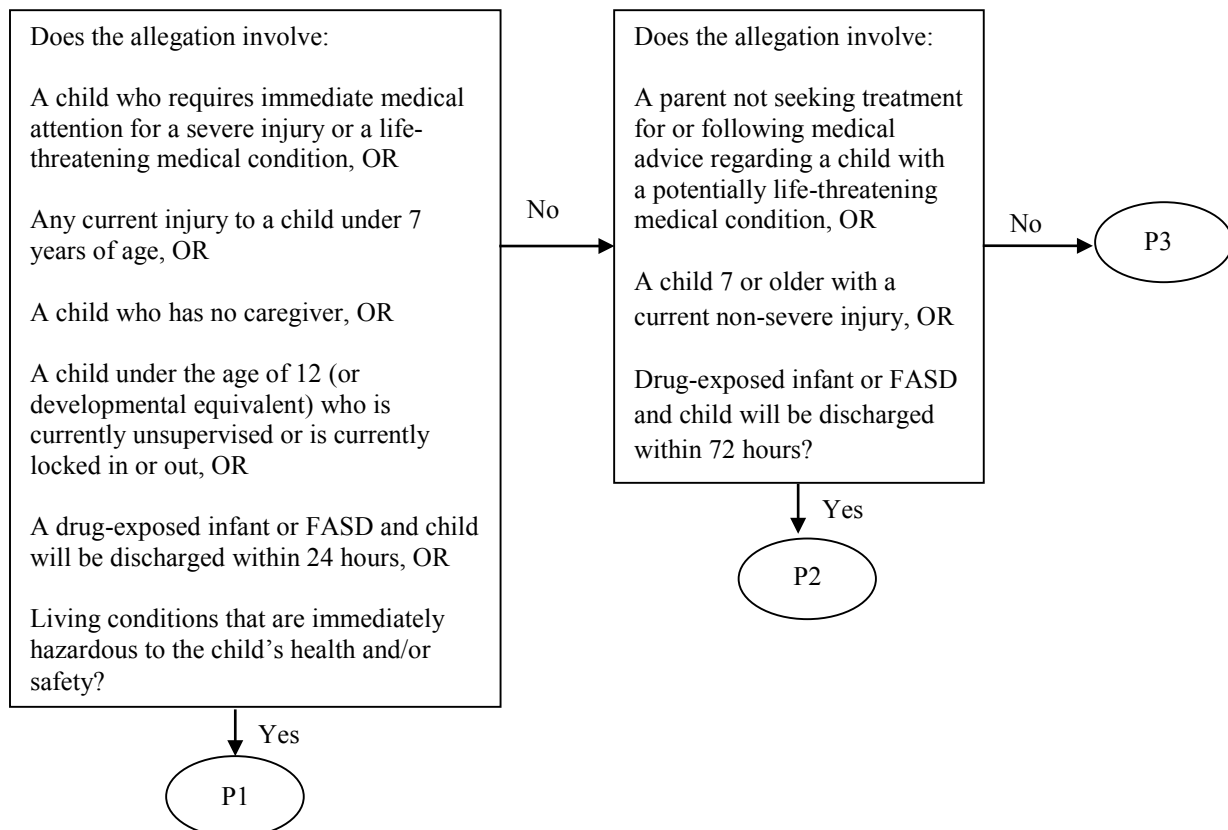 Does the allegation involve:
A child who requires immediate medical
attention for a severe injury or a life-
threatening medical condition, OR
Any current injury to a child under 7
years of age, OR
A child who has no caregiver, OR
A child under the age of 12 (or
developmental equivalent) who is
currently unsupervised or is currently
locked in or out, OR
A drug-exposed infant or FASD and child
will be discharged within 24 hours, OR
Living conditions that are immediately
hazardous to the child’s health and/or
safety?
Yes
P1
No
Does the allegation involve:
A parent not seeking treatment
for or following medical
advice regarding a child with
a potentially life-threatening
medical condition, OR
A child 7 or older with a
current non-severe injury, OR
Drug-exposed infant or FASD
and child will be discharged
within 72 hours?
Yes
P2
No
P3